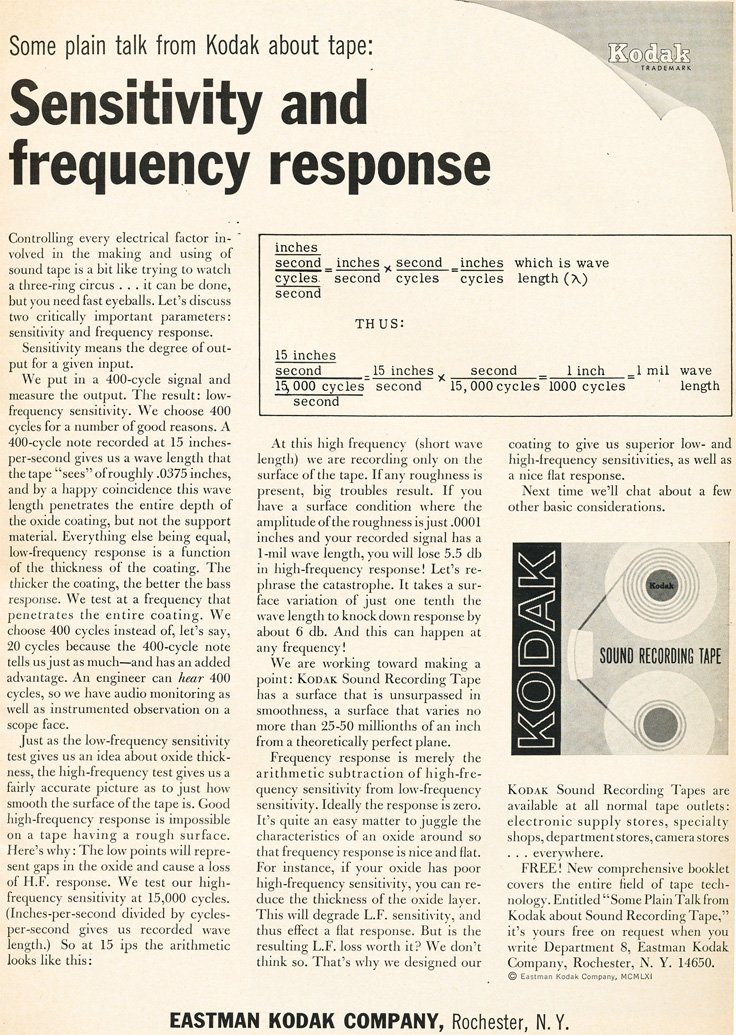 Some plain talk from Kodak about tape:
Kodak
TRADEMARK
Sensitivity and
frequency response
Controlling every electrical factor in-
volved in the making and using of
sound tape is a bit like trying to watch
a three-ring circus . . . it can be done,
but you need fast eyeballs. Let's discuss
two critically important parameters:
sensitivity and frequency response.
Sensitivity means the degree of out-
put for a given input.
We put in a 400-cycle signal and
measure the output. The result: low-
frequency sensitivity. We choose 400
cycles for a number of good reasons. A
400-cycle note recorded at 15 inches-
per-second gives us a wave length that
the tape "sees" of roughly .0375 inches,
and by a happy coincidence this wave
length penetrates the entire depth of
the oxide coating, but not the support
material. Everything else being equal,
low-frequency response is a function
of the thickness of the coating. The
thicker the coating, the better the bass
response. We test at a frequency that
penetrates the entire coating. We
choose 400 cycles instead of, let's say,
20 cycles because the 400-cycle note
tells us just as much—and has an added
advantage. An engineer can hear 400
cycles, so we have audio monitoring as
well as instrumented observation on a
scope face.
Just as the low-frequency sensitivity
test gives us an idea about oxide thick-
ness, the high-frequency test gives us a
fairly accurate picture as to just how
smooth the surface of the tape is. Good
high-frequency response is impossible
on a tape having a rough surface.
Here's why: The low points will repre-
sent gaps in the oxide and cause a loss
of H.F. response. We test our high-
frequency sensitivity at 15,000 cycles.
(Inches-per-second divided by cycles-
per-second gives us recorded wave
length.) So at 15 ips the arithmetic
looks like this:
inches
second = inches x second = inches which is wave
cycles second cycles cycles length (λ)
second
THUS:
15 inches
second = 15 inches x second = 1 inch = 1 mil wave
15,000 cycles second 15,000 cycles 1000 cycles length
second
At this high frequency (short wave
length) we are recording only on the
surface of the tape. If any roughness is
present, big troubles result. If you
have a surface condition where the
amplitude of the roughness is just .0001
inches and your recorded signal has a
1-mil wave length, you will lose 5.5 db
in high-frequency response! Let's re-
phrase the catastrophe. It takes a sur-
face variation of just one tenth the
wave length to knock down response by
about 6 db. And this can happen at
any frequency!
We are working toward making a
point: KODAK Sound Recording Tape
has a surface that is unsurpassed in
smoothness, a surface that varies no
more than 25-50 millionths of an inch
from a theoretically perfect plane.
Frequency response is merely the
arithmetic subtraction of high-fre-
quency sensitivity from low-frequency
sensitivity. Ideally the response is zero.
It's quite an easy matter to juggle the
characteristics of an oxide around so
that frequency response is nice and flat.
For instance, if your oxide has poor
high-frequency sensitivity, you can re-
duce the thickness of the oxide layer.
This will degrade L.F. sensitivity, and
thus effect a flat response. But is the
resulting L.F. loss worth it? We don't
think so. That's why we designed our
coating to give us superior low- and
high-frequency sensitivities, as well as
a nice flat response.
Next time we'll chat about a few
other basic considerations.
KODAK
Kodak
SOUND RECORDING TAPE
KODAK Sound Recording Tapes are
available at all normal tape outlets:
electronic supply stores, specialty
shops, department stores, camera stores
. . . everywhere.
FREE! New comprehensive booklet
covers the entire field of tape tech-
nology. Entitled "Some Plain Talk from
Kodak about Sound Recording Tape,"
it's yours free on request when you
write Department 8, Eastman Kodak
Company, Rochester, N. Y. 14650.
© Eastman Kodak Company, MCMLXI
EASTMAN KODAK COMPANY, Rochester, N. Y.